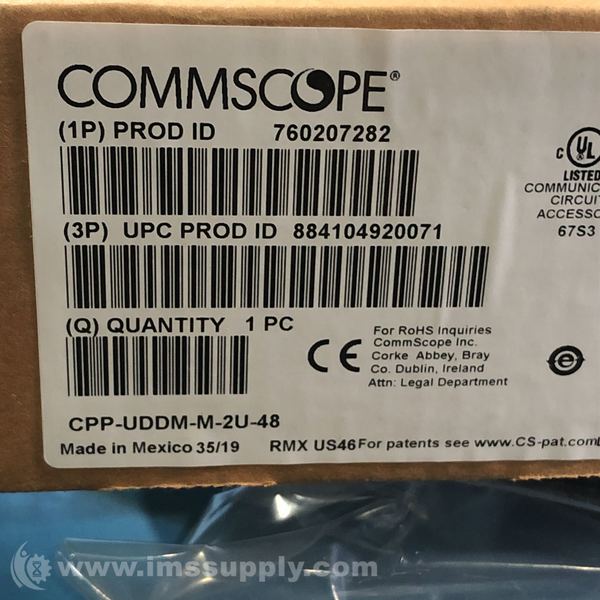 COMMSCOPE®
(1P) PROD ID 760207282
(3P) UPC PROD ID 884104920071
(Q) QUANTITY 1 PC
C UL
LISTED
COMMUNIC
CIRCUIT
ACCESSO
67S3
CE
For RoHS Inquiries
CommScope Inc.
Corke Abbey, Bray
Co. Dublin, Ireland
Attn: Legal Department
e
CPP-UDDM-M-2U-48
Made in Mexico 35/19 RMX US46 For patents see www.CS-pat.com
www.imssupply.com